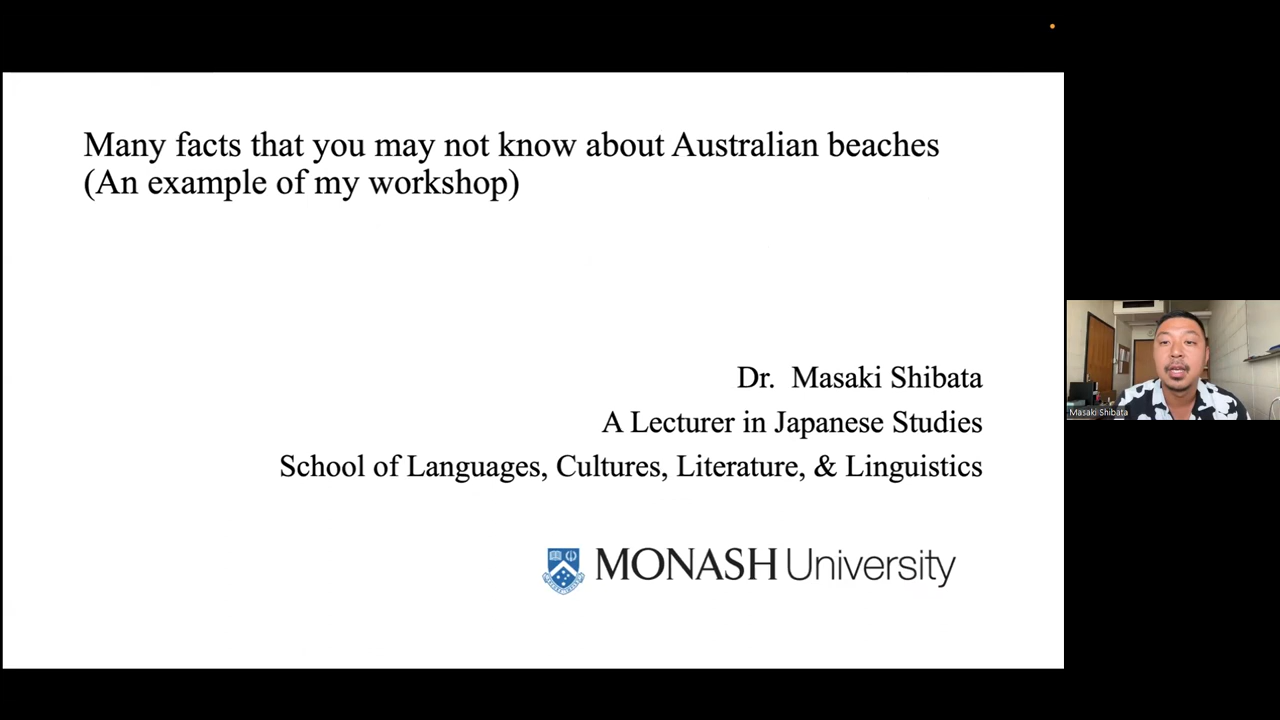 Many facts that you may not know about Australian beaches
(An example of my workshop)
Dr. Masaki Shibata
A Lecturer in Japanese Studies
School of Languages, Cultures, Literature, & Linguistics
MONASH University
Masaki Shibata